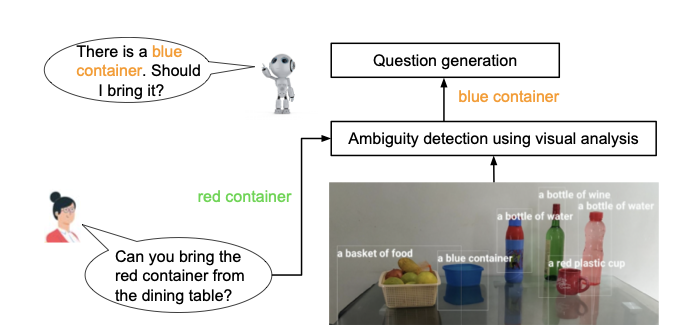 There is a blue
container. Should
I bring it?
Question generation
blue container
Ambiguity detection using visual analysis
red container
Can you bring the
red container from
the dining table?
a bottle of wine
a bottle of water
a bottle of water
a basket of food
a blue container
a red plastic cup